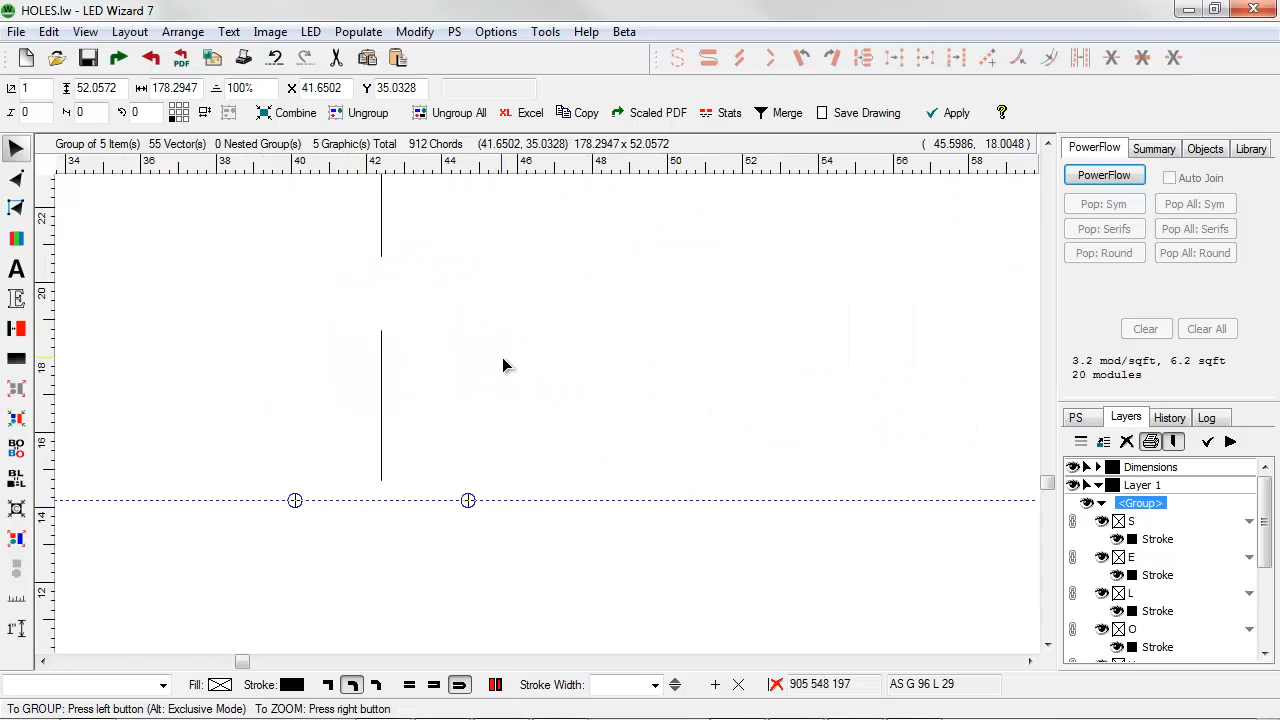 HOLES.lw - LED Wizard 7
File Edit View Layout Arrange Text Image LED Populate Modify PS Options Tools Help Beta
PDF
1 52.0572 178.2947 100% X 41.6502 Y 35.0328
0 0 0 Combine Ungroup Ungroup All XL Excel Copy Scaled PDF Stats Merge Save Drawing Apply ?
Group of 5 Item(s) 55 Vector(s) 0 Nested Group(s) 5 Graphic(s) Total 912 Chords (41.6502, 35.0328) 178.2947 x 52.0572 ( 45.5986, 18.0048 )
34 36 38 40 42 44 46 48 50 52 54 56 58
22
20
18
16
14
12
A
E
BO
BO
BL
1"
PowerFlow Summary Objects Library
PowerFlow Auto Join
Pop: Sym Pop All: Sym
Pop: Serifs Pop All: Serifs
Pop: Round Pop All: Round
Clear Clear All
3.2 mod/sqft, 6.2 sqft
20 modules
PS Layers History Log
Dimensions
Layer 1
<Group>
S
Stroke
E
Stroke
L
Stroke
O
Stroke
Fill: Stroke: Stroke Width: 905 548 197 AS G 96 L 29
To GROUP: Press left button (Alt: Exclusive Mode) To ZOOM: Press right button